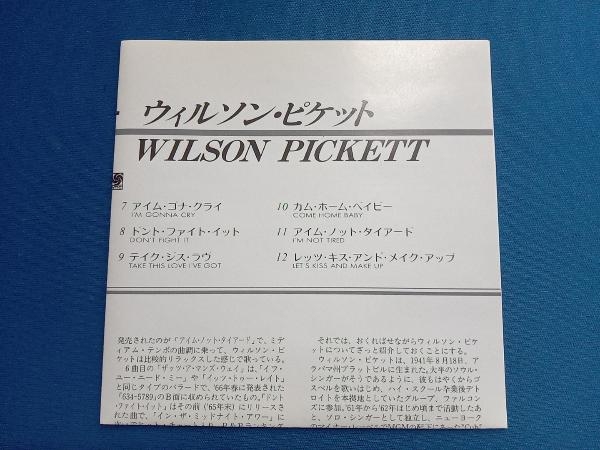 ウィルソン・ピケット
WILSON PICKETT
7 アイム・ゴナ・クライ
I'M GONNA CRY
8 ドント・ファイト・イット
DON'T FIGHT IT
9 テイク・ジス・ラヴ
TAKE THIS LOVE I'VE GOT
10 カム・ホーム・ベイビー
COME HOME BABY
11 アイム・ノット・タイアード
I'M NOT TIRED
12 レッツ・キス・アンド・メイク・アップ
LET'S KISS AND MAKE UP
発売されたのが「アイム・ノット・タイアード」で、ミデ
ィアム・テンポの曲調に乗って、ウィルソン・ピ
ケットは比較的リラックスした感じで歌っている。
6曲目の「ザッツ・ア・マンズ・ウェイ」は、「イフ・
ユー・ニード・ミー」や「イッツ・トゥー・レイト」
と同じタイプのバラードで、'66年春に発表された
「634-5789」のB面に収められていたもの。「ドント
・ファイト・イット」はその前('65年末)にリリース
された曲で、「イン・ザ・ミッドナイト・アワー」に
それでは、おくればせながらウィルソン・ピケ
ットについてざっと紹介しておくことにする。
ウィルソン・ピケットは、1941年3月18日、ア
ラバマ州プラットビルに生まれた。大半のソウル・
シンガーがそうであるように、彼もはやくからゴ
スペルを歌いはじめ、ハイ・スクール卒業後デト
ロイトを本拠地としていたグループ、ファルコン
ズに参加。'61年から'62年はじめ頃まで活動したあ
と、ソロ・シンガーとして独立し、ニューヨーク